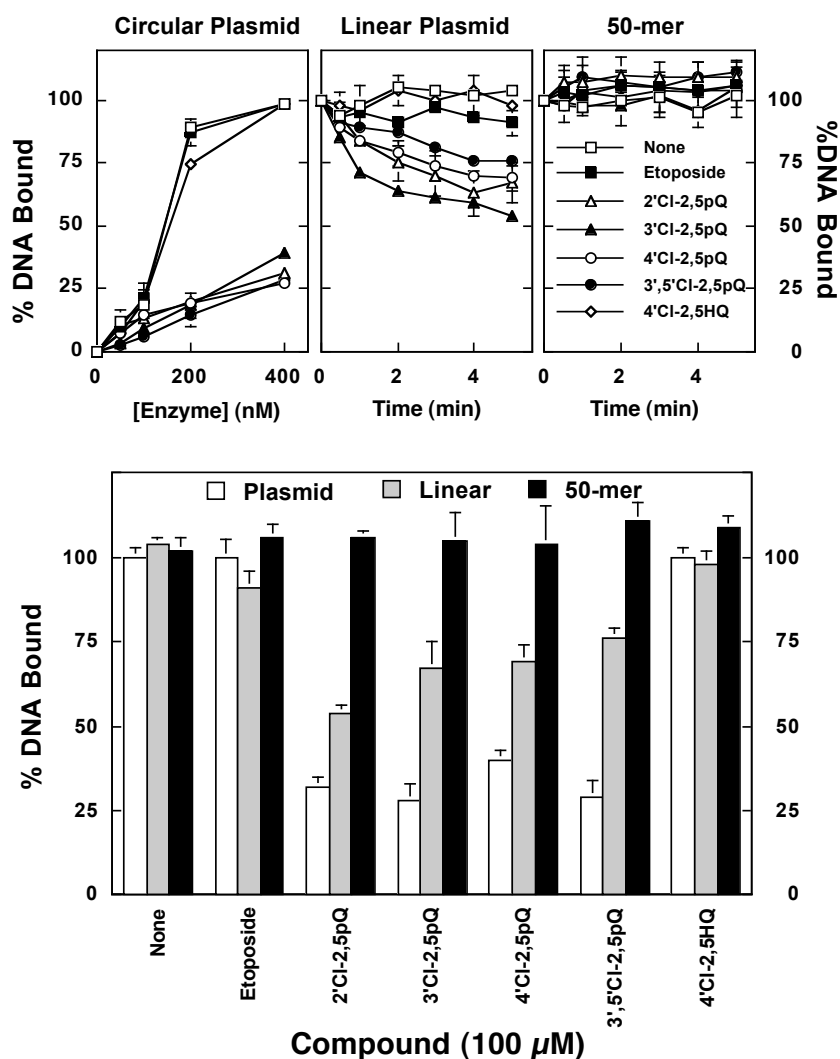 Circular Plasmid Linear Plasmid 50-mer
% DNA Bound
100
75
50
25
0
0 200 400
[Enzyme] (nM)
0 2 4
Time (min)
None
Etoposide
2'Cl-2,5pQ
3'Cl-2,5pQ
4'Cl-2,5pQ
3',5'Cl-2,5pQ
4'Cl-2,5HQ
0 2 4
Time (min)
100
75
50
25
0
%DNA Bound
Plasmid Linear 50-mer
% DNA Bound
100
75
50
25
0
100
75
50
25
0
None
Etoposide
2'Cl-2,5pQ
3'Cl-2,5pQ
4'Cl-2,5pQ
3',5'Cl-2,5pQ
4'Cl-2,5HQ
Compound (100 µM)